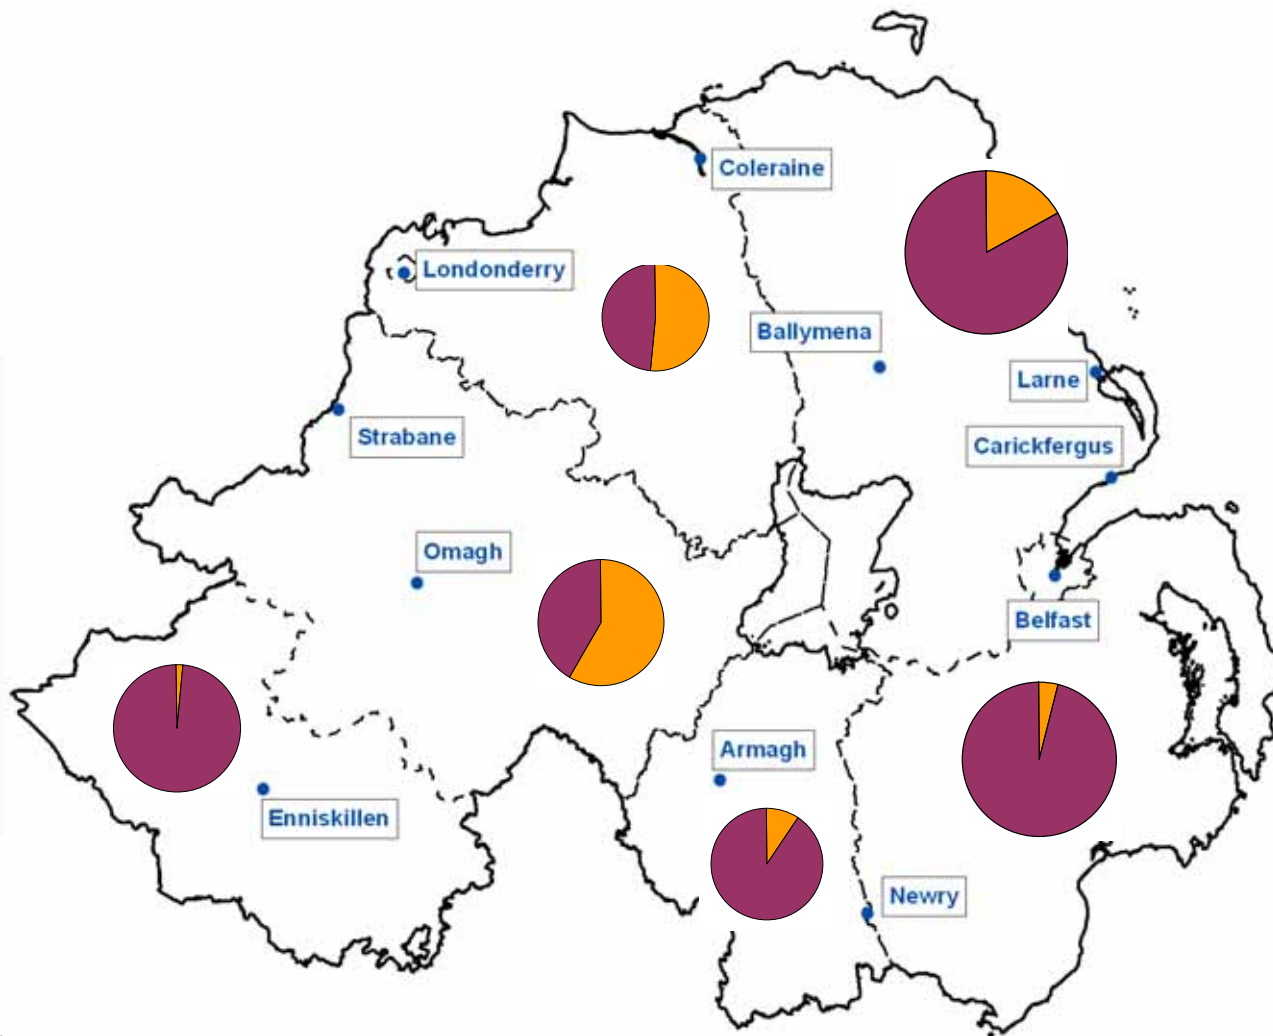 Coleraine
Londonderry
Ballymena
Larne
Strabane
Carickfergus
Omagh
Belfast
Armagh
Enniskillen
Newry